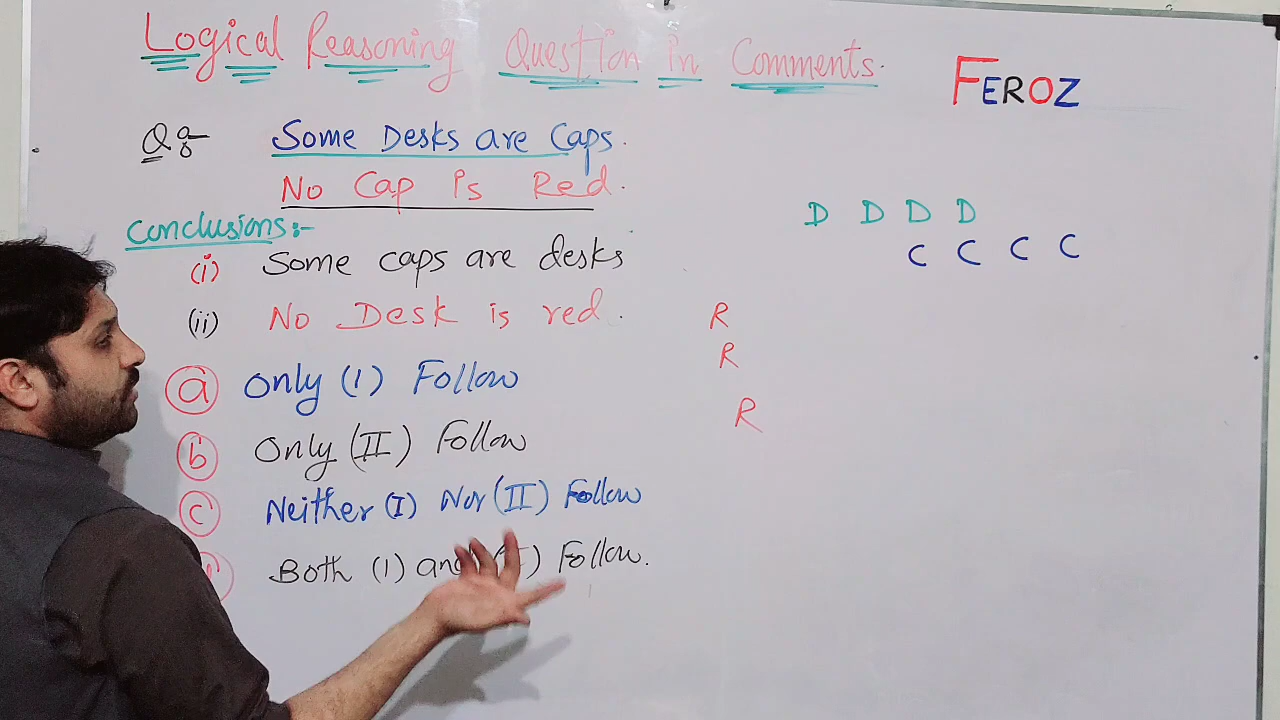 Logical Reasoning Question in Comments.
FEROZ
Q:- Some Desks are Caps.
No Cap is Red.
Conclusions:-
(i) Some caps are desks
(ii) No Desk is red.
D D D D
C C C C
R
R
R
a Only (I) Follow
b Only (II) Follow
c Neither (I) Nor (II) Follow
Both (I) and Follow.